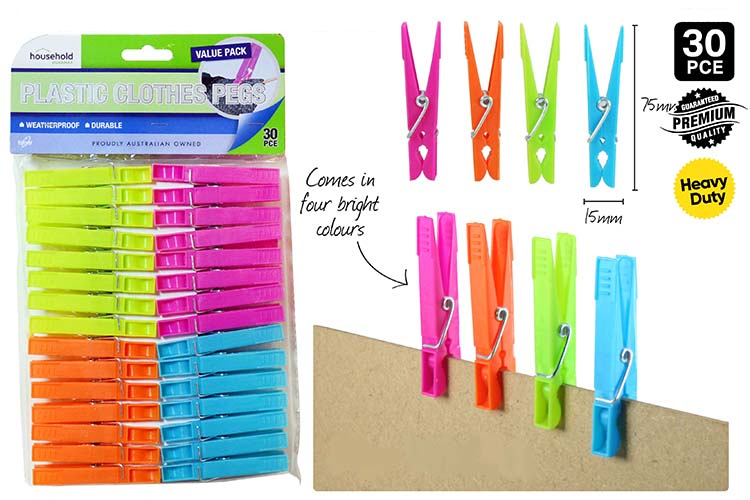 household
VALUE PACK
PLASTIC CLOTHES PEGS
WEATHERPROOF
DURABLE
30
PCE
PROUDLY AUSTRALIAN OWNED
Comes in
four bright
colours
75mm
15mm
30
PCE
GUARANTEED
PREMIUM
QUALITY
Heavy
Duty